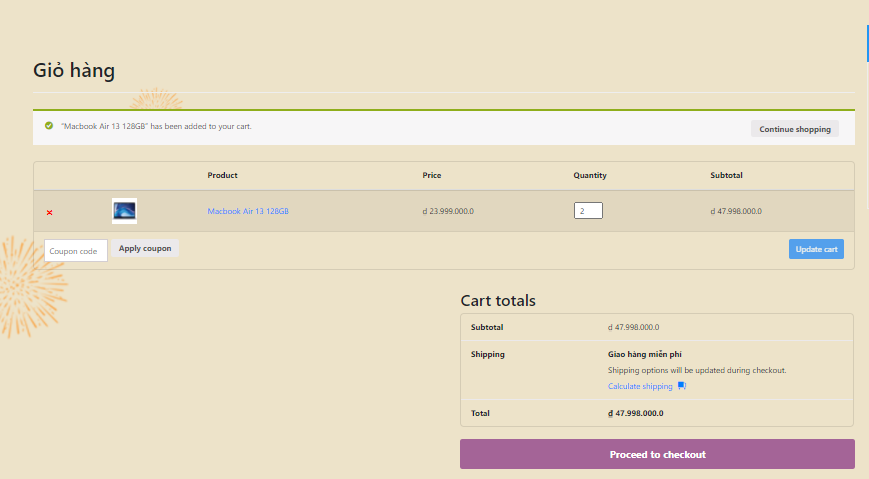 Giỏ hàng
"Macbook Air 13 128GB" has been added to your cart.
Continue shopping
Product Price Quantity Subtotal
× Macbook Air 13 128GB ₫ 23.999.000.0 2 ₫ 47.998.000.0
Coupon code Apply coupon Update cart
Cart totals
Subtotal ₫ 47.998.000.0
Shipping Giao hàng miễn phí
Shipping options will be updated during checkout.
Calculate shipping
Total ₫ 47.998.000.0
Proceed to checkout